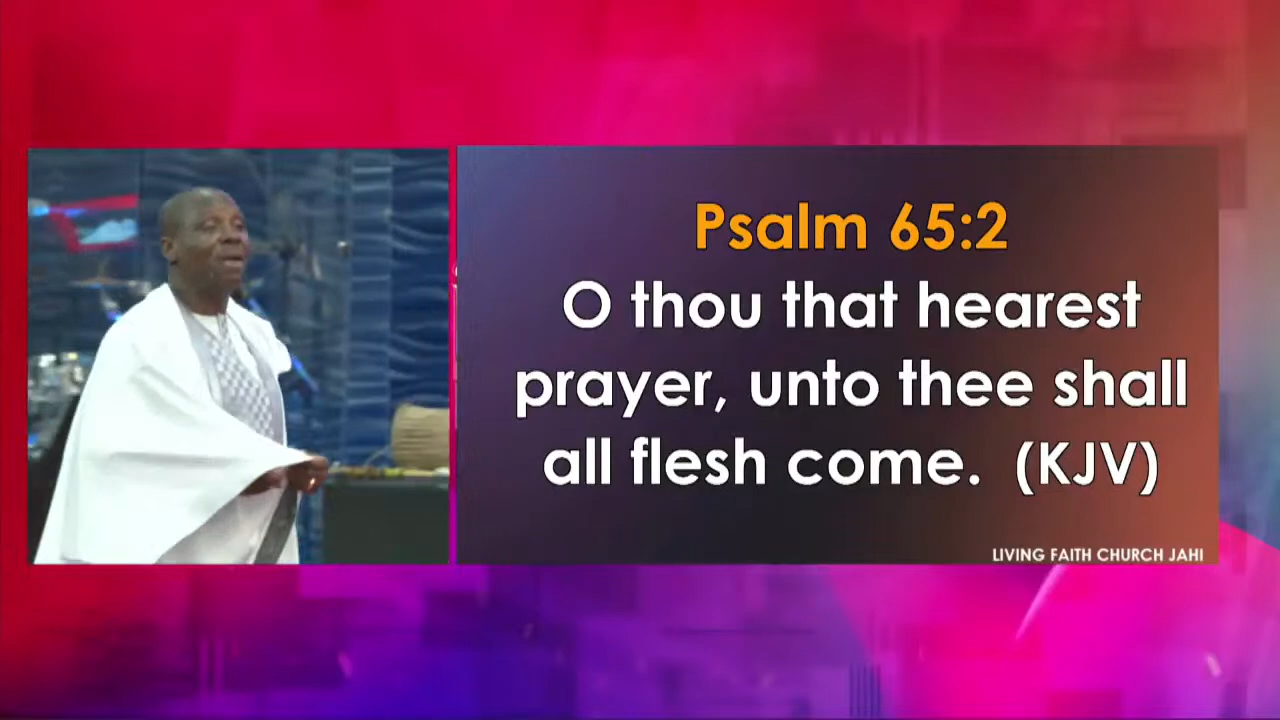 Psalm 65:2
O thou that hearest
prayer, unto thee shall
all flesh come. (KJV)
LIVING FAITH CHURCH JAHI